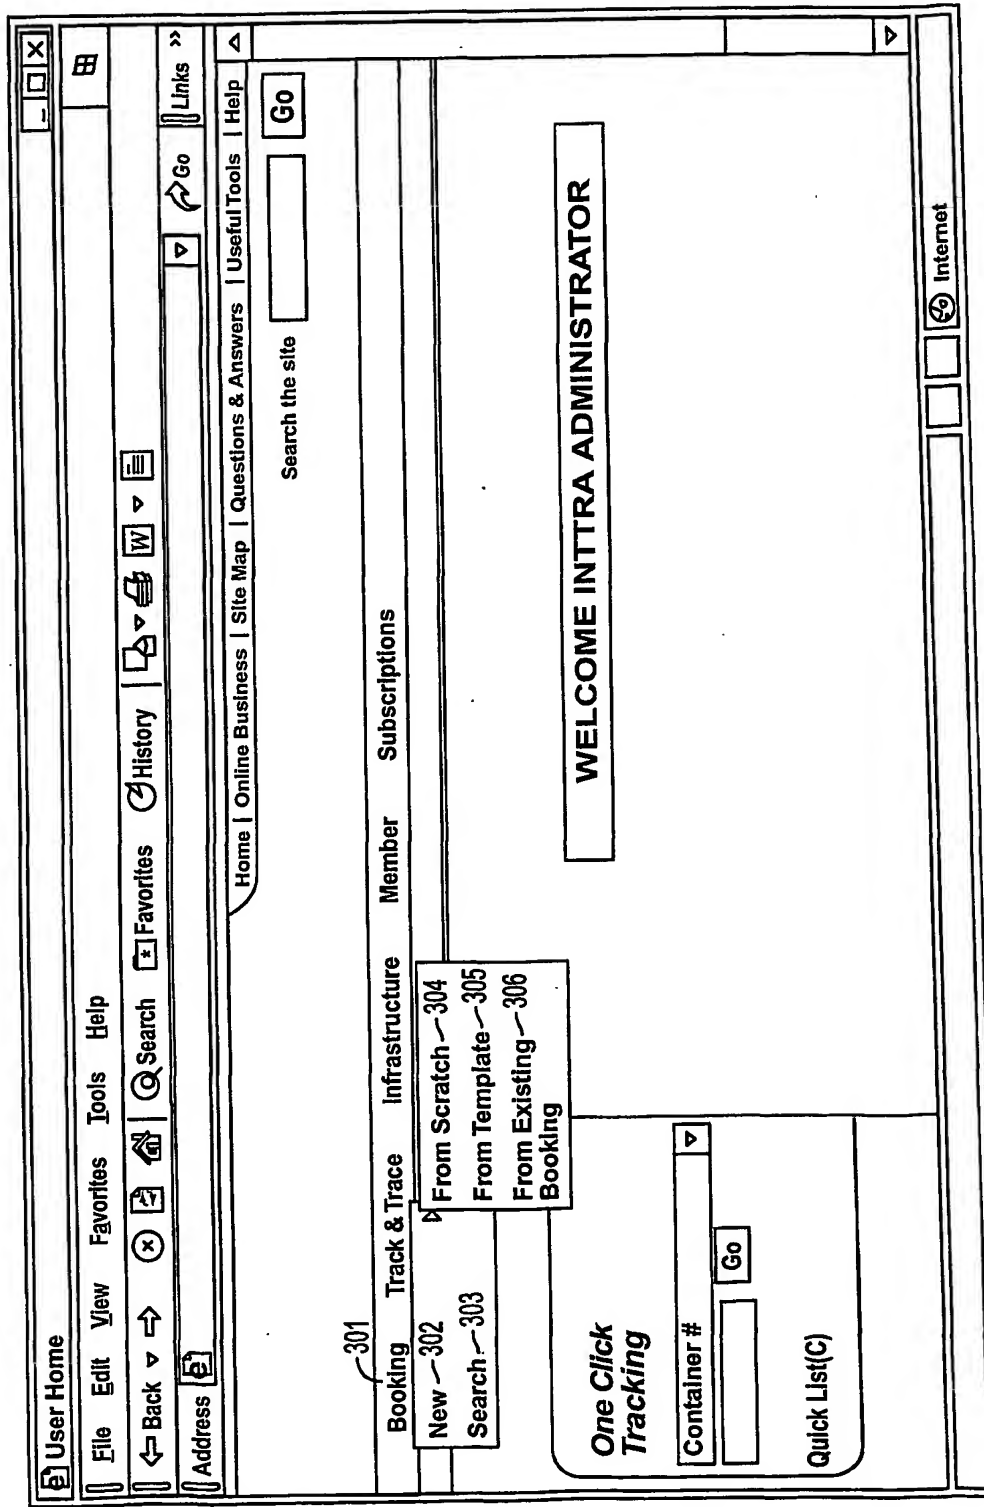 User Home
File Edit View Favorites Tools Help
Back Search Favorites History W
Address Go Links »
Home | Online Business | Site Map | Questions & Answers | Useful Tools | Help
Search the site Go
301
Booking Track & Trace Infrastructure Member Subscriptions
New 302
Search 303
From Scratch 304
From Template 305
From Existing 306
Booking
WELCOME INTTRA ADMINISTRATOR
One Click
Tracking
Container #
Go
Quick List(C)
Internet